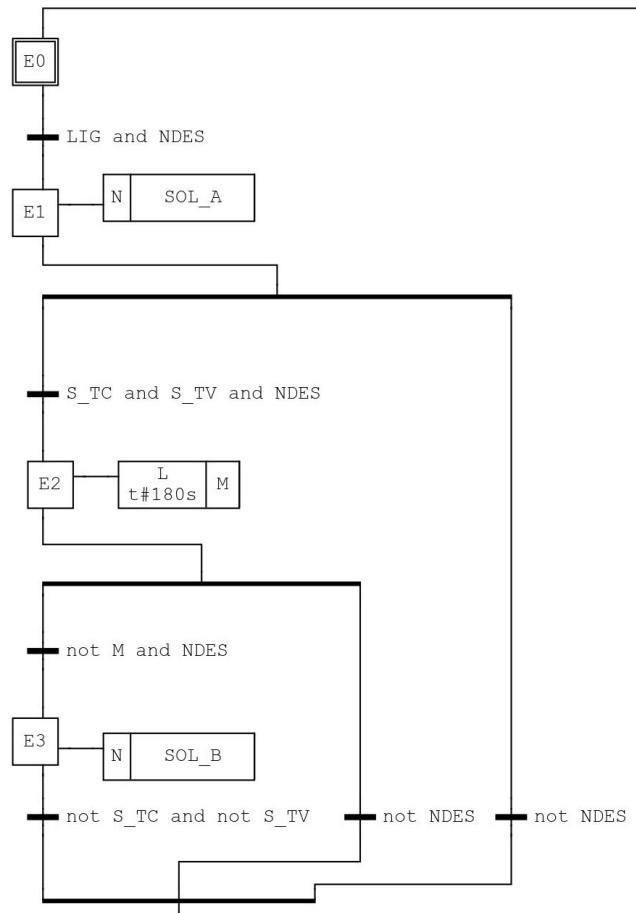 E0
LIG and NDES
E1
N
SOL_A
S_TC and S_TV and NDES
E2
L
t#180s
M
not M and NDES
E3
N
SOL_B
not S_TC and not S_TV
not NDES
not NDES